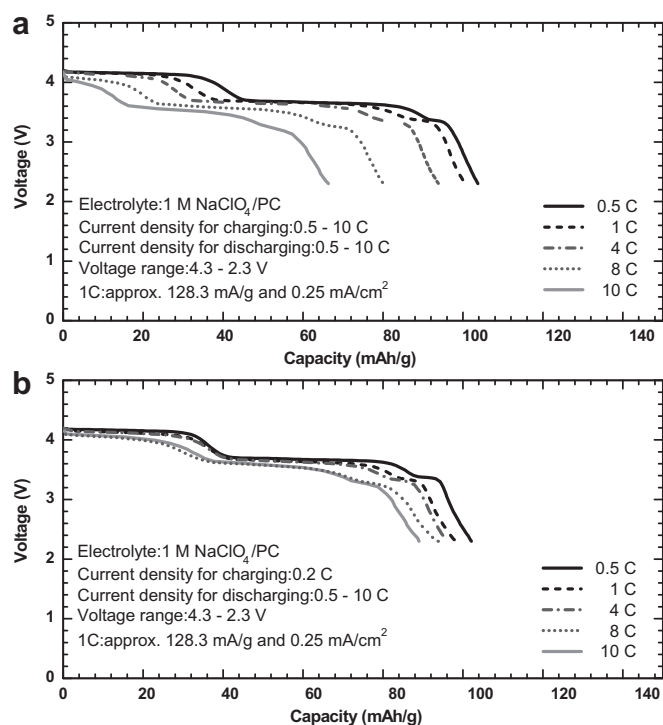 a
5
4
3
2
1
0
Voltage (V)
Electrolyte:1 M NaClO4/PC
Current density for charging:0.5 - 10 C
Current density for discharging:0.5 - 10 C
Voltage range:4.3 - 2.3 V
1C:approx. 128.3 mA/g and 0.25 mA/cm2
0.5 C
1 C
4 C
8 C
10 C
0 20 40 60 80 100 120 140
Capacity (mAh/g)
b
5
4
3
2
1
0
Voltage (V)
Electrolyte:1 M NaClO4/PC
Current density for charging:0.2 C
Current density for discharging:0.5 - 10 C
Voltage range:4.3 - 2.3 V
1C:approx. 128.3 mA/g and 0.25 mA/cm2
0.5 C
1 C
4 C
8 C
10 C
0 20 40 60 80 100 120 140
Capacity (mAh/g)